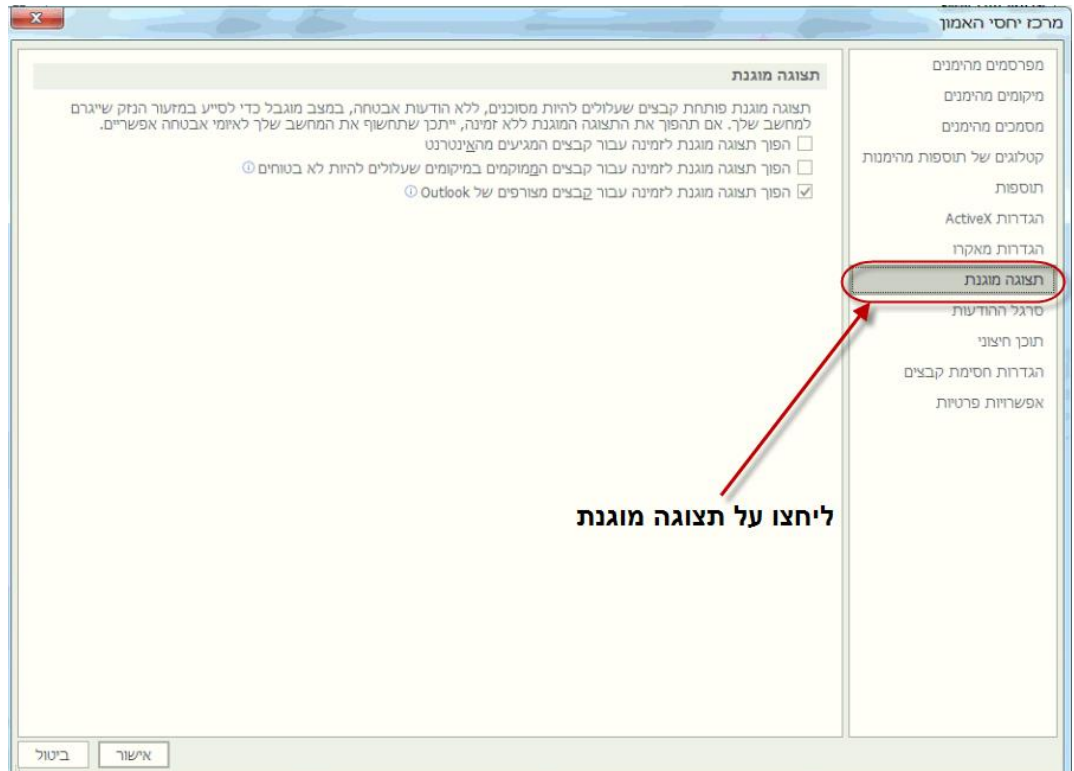 מרכז יחסי האמון
מפרסמים מהימנים
מיקומים מהימנים
מסמכים מהימנים
קטלוגים של תוספות מהימנות
תוספות
הגדרות ActiveX
הגדרות מאקרו
תצוגה מוגנת
סרגל ההודעות
תוכן חיצוני
הגדרות חסימת קבצים
אפשרויות פרטיות
תצוגה מוגנת
תצוגה מוגנת פותחת קבצים שעלולים להיות מסוכנים, ללא הודעות אבטחה, במצב מוגבל כדי לסייע במזעור הנזק שייגרם
למחשב שלך. אם תהפוך את התצוגה המוגנת ללא זמינה, ייתכן שתחשוף את המחשב שלך לאיומי אבטחה אפשריים.
הפוך תצוגה מוגנת לזמינה עבור קבצים המגיעים מהאינטרנט
הפוך תצוגה מוגנת לזמינה עבור קבצים הממוקמים במיקומים שעלולים להיות לא בטוחים
הפוך תצוגה מוגנת לזמינה עבור קבצים מצורפים של Outlook
ליחצו על תצוגה מוגנת
אישור
ביטול